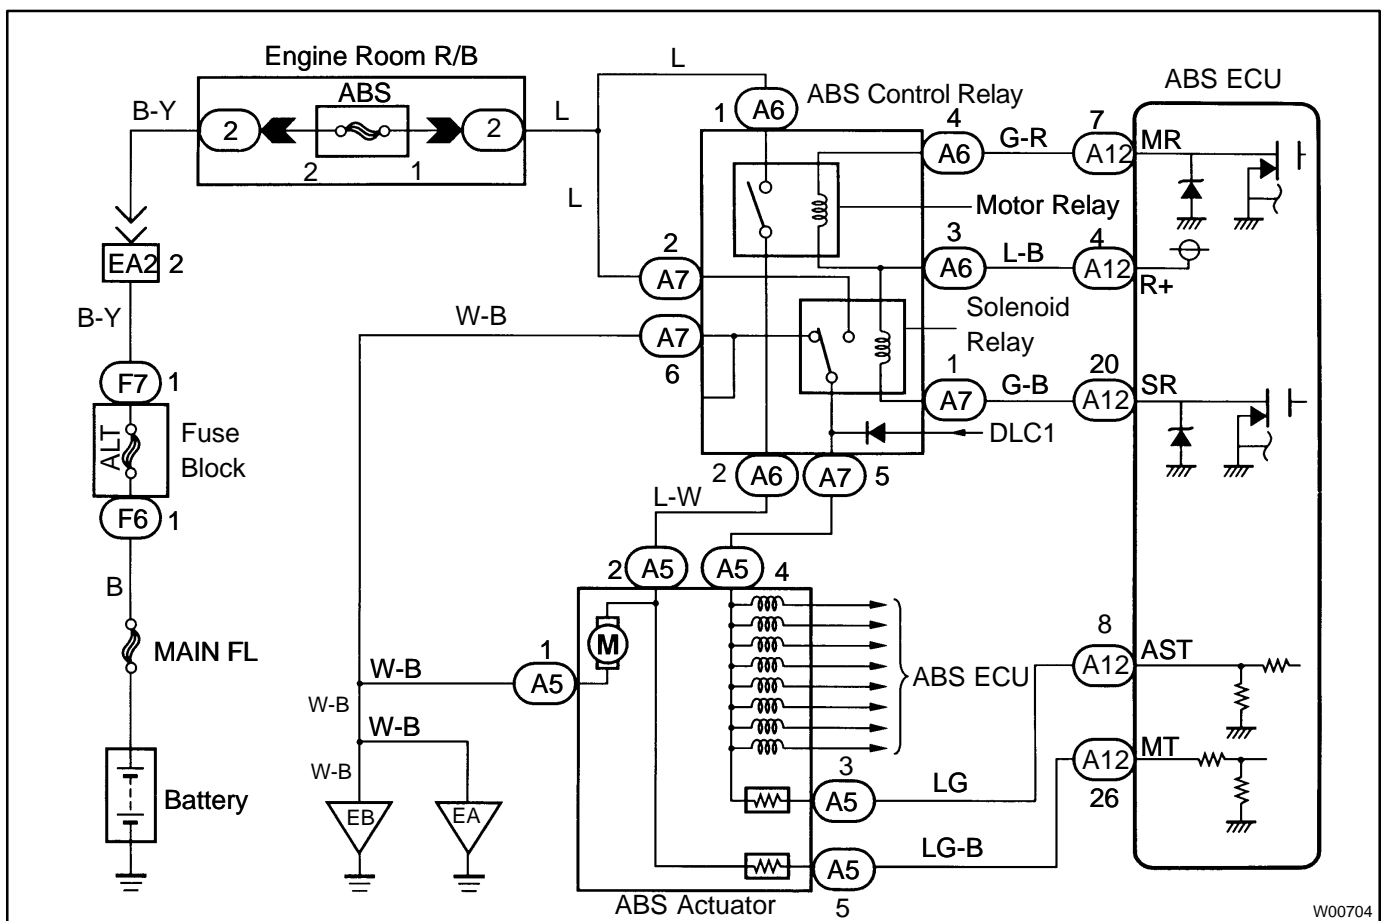 Engine Room R/B
ABS
B-Y
2
2
2
1
L
L
L
ABS Control Relay
1
A6
4
A6
G-R
7
A12
MR
ABS ECU
Motor Relay
3
A6
L-B
4
A12
R+
2
A7
EA2
2
B-Y
W-B
A7
6
Solenoid
Relay
1
A7
G-B
20
A12
SR
DLC1
F7
1
ALT
Fuse
Block
F6
1
2
A6
A7
5
L-W
B
MAIN FL
2
A5
A5
4
M
ABS ECU
1
A5
W-B
W-B
W-B
W-B
8
A12
AST
A12
26
MT
Battery
EB
EA
3
A5
LG
A5
5
LG-B
ABS Actuator
W00704